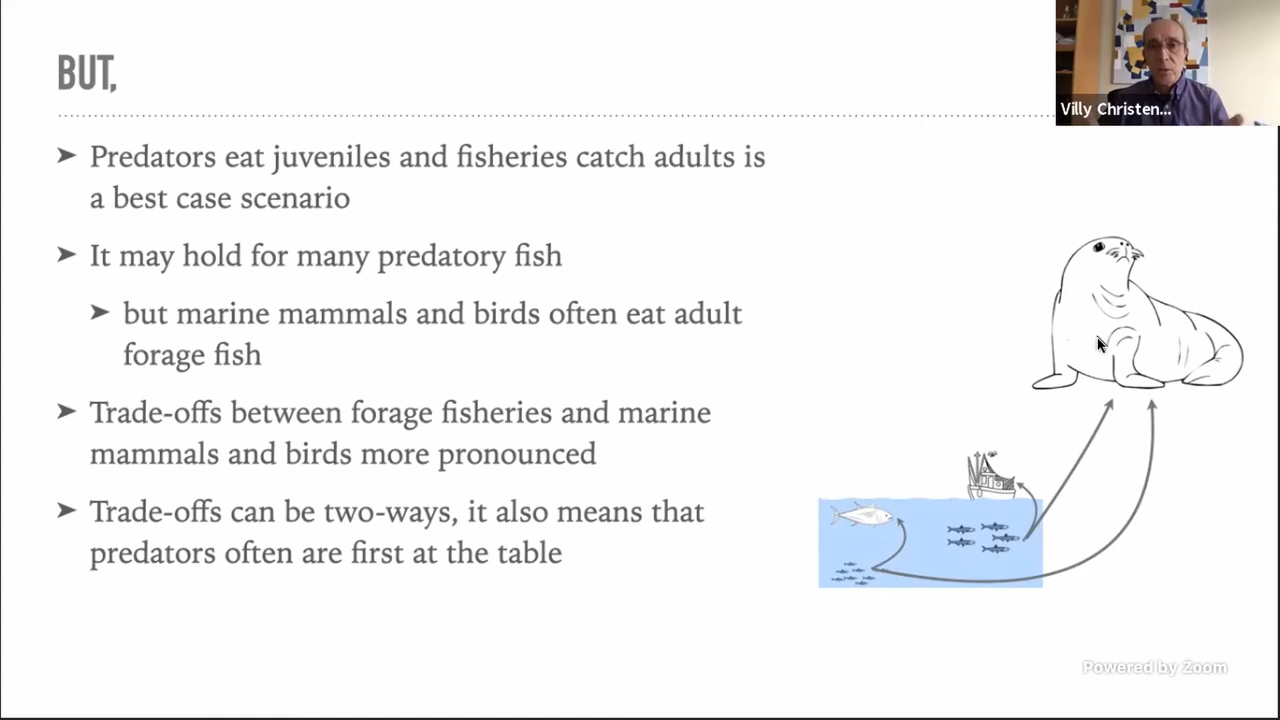 BUT,
Villy Christen...
➤ Predators eat juveniles and fisheries catch adults is
a best case scenario
➤ It may hold for many predatory fish
➤ but marine mammals and birds often eat adult
forage fish
➤ Trade-offs between forage fisheries and marine
mammals and birds more pronounced
➤ Trade-offs can be two-ways, it also means that
predators often are first at the table
Powered by Zoom